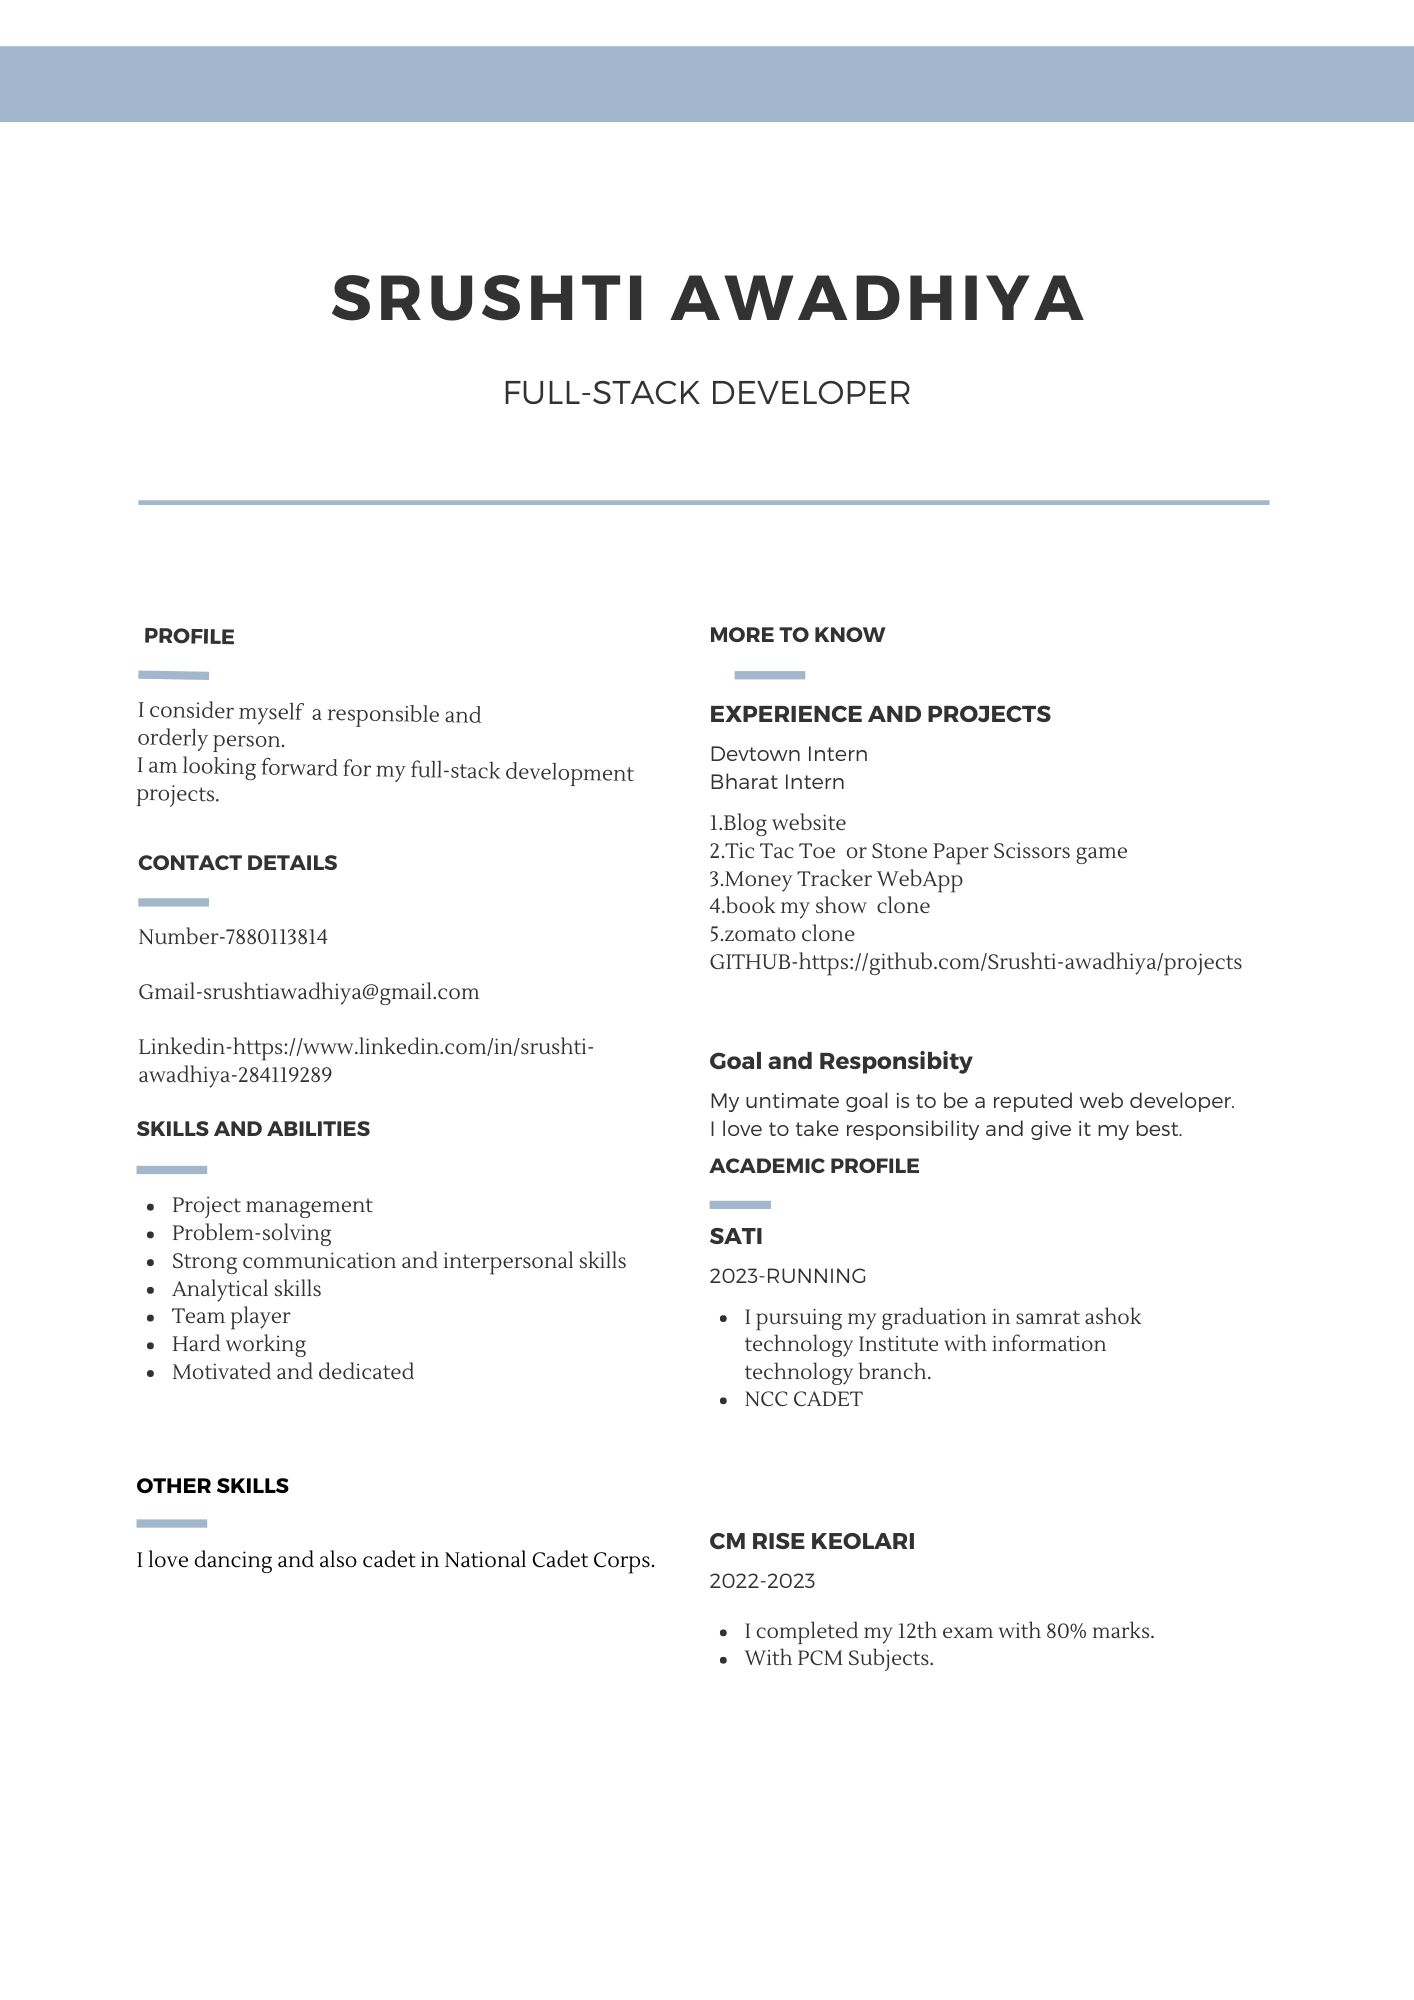 SRUSHTI AWADHIYA
FULL-STACK DEVELOPER
PROFILE
I consider myself  a responsible and
orderly person.
I am looking forward for my full-stack development
projects.
CONTACT DETAILS
Number-7880113814
Gmail-srushtiawadhiya@gmail.com
Linkedin-https://www.linkedin.com/in/srushti-
awadhiya-284119289
SKILLS AND ABILITIES
• Project management
• Problem-solving
• Strong communication and interpersonal skills
• Analytical skills
• Team player
• Hard working
• Motivated and dedicated
OTHER SKILLS
I love dancing and also cadet in National Cadet Corps.
MORE TO KNOW
EXPERIENCE AND PROJECTS
Devtown Intern
Bharat Intern
1.Blog website
2.Tic Tac Toe  or Stone Paper Scissors game
3.Money Tracker WebApp
4.book my show  clone
5.zomato clone
GITHUB-https://github.com/Srushti-awadhiya/projects
Goal and Responsibity
My untimate goal is to be a reputed web developer.
I love to take responsibility and give it my best.
ACADEMIC PROFILE
SATI
2023-RUNNING
• I pursuing my graduation in samrat ashok
technology Institute with information
technology branch.
• NCC CADET
CM RISE KEOLARI
2022-2023
• I completed my 12th exam with 80% marks.
• With PCM Subjects.